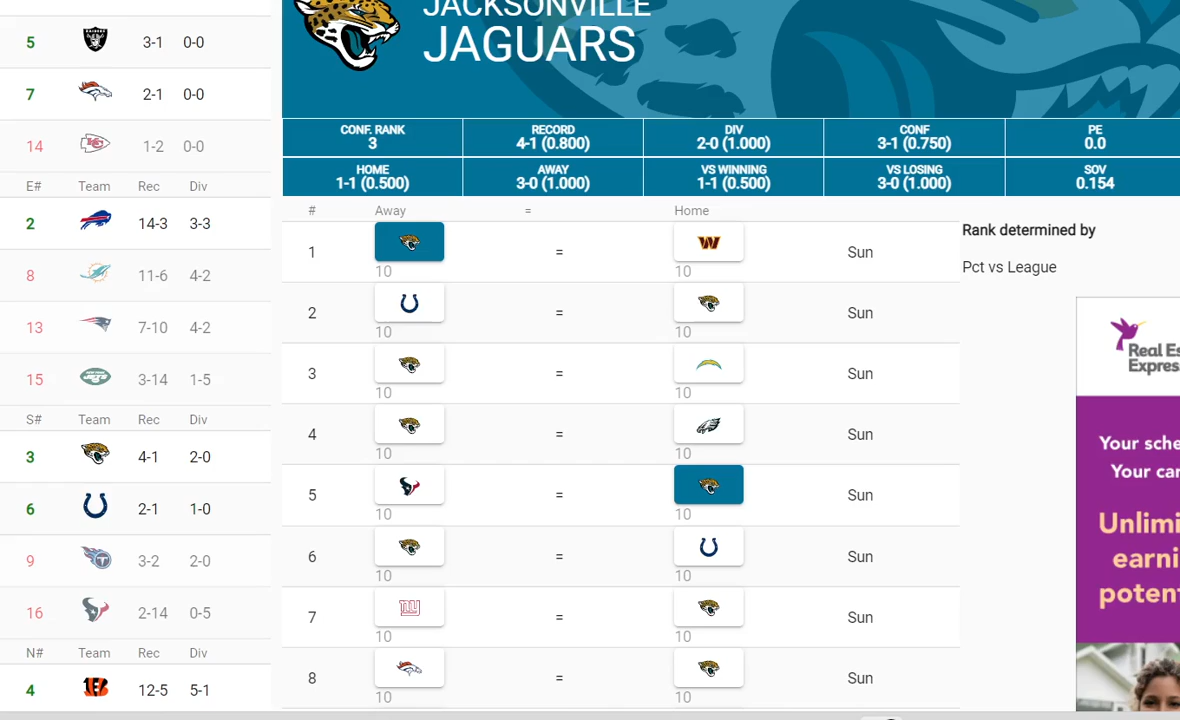 5 3-1 0-0
7 2-1 0-0
14 1-2 0-0
E# Team Rec Div
2 14-3 3-3
8 11-6 4-2
13 7-10 4-2
15 3-14 1-5
S# Team Rec Div
3 4-1 2-0
6 2-1 1-0
9 3-2 2-0
16 2-14 0-5
N# Team Rec Div
4 12-5 5-1
JACKSONVILLE
JAGUARS
CONF. RANK RECORD DIV CONF PE
3 4-1 (0.800) 2-0 (1.000) 3-1 (0.750) 0.0
HOME AWAY VS WINNING VS LOSING SOV
1-1 (0.500) 3-0 (1.000) 1-1 (0.500) 3-0 (1.000) 0.154
# Away = Home
1 = W Sun
10 10
2 = Sun
10 10
3 = Sun
10 10
4 = Sun
10 10
5 = Sun
10 10
6 = Sun
10 10
7 NY = Sun
10 10
8 = Sun
10 10
Rank determined by
Pct vs League
Real Es
Express
Your sche
Your car
Unlimi
earni
potent